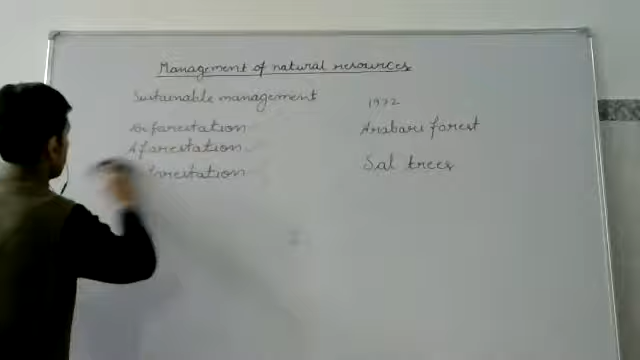 Management of natural resources
Sustainable management
1972
Deforestation
Arabari forest
Aforestation
Sal trees